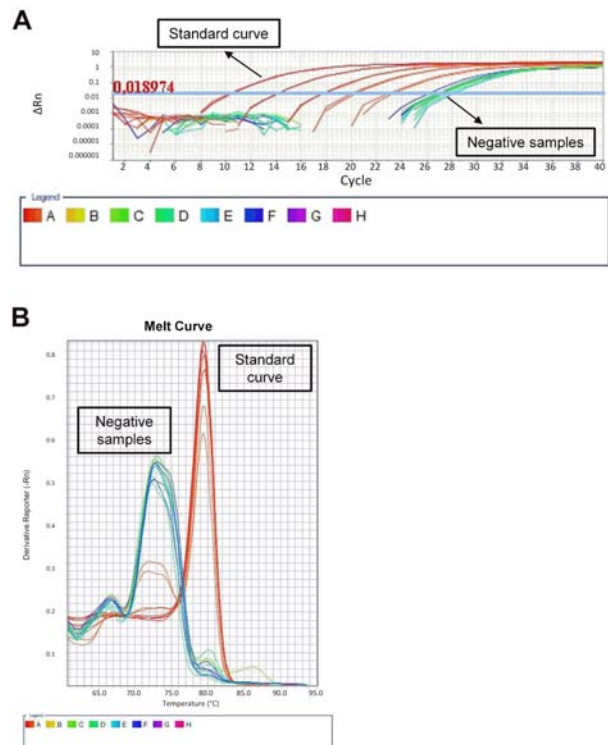 A
Standard curve
0,018974
Negative samples
ΔRn
10
1
0.1
0.01
0.001
0.0001
0.00001
0.000001
2 4 6 8 10 12 14 16 18 20 22 24 26 28 30 32 34 36 38 40
Cycle
Legend
A B C D E F G H
B
Melt Curve
Standard
curve
Negative
samples
Derivative Reporter (-Rn)
0.8
0.7
0.6
0.5
0.4
0.3
0.2
0.1
65.0 70.0 75.0 80.0 85.0 90.0 95.0
Temperature (°C)
Legend
A B C D E F G H